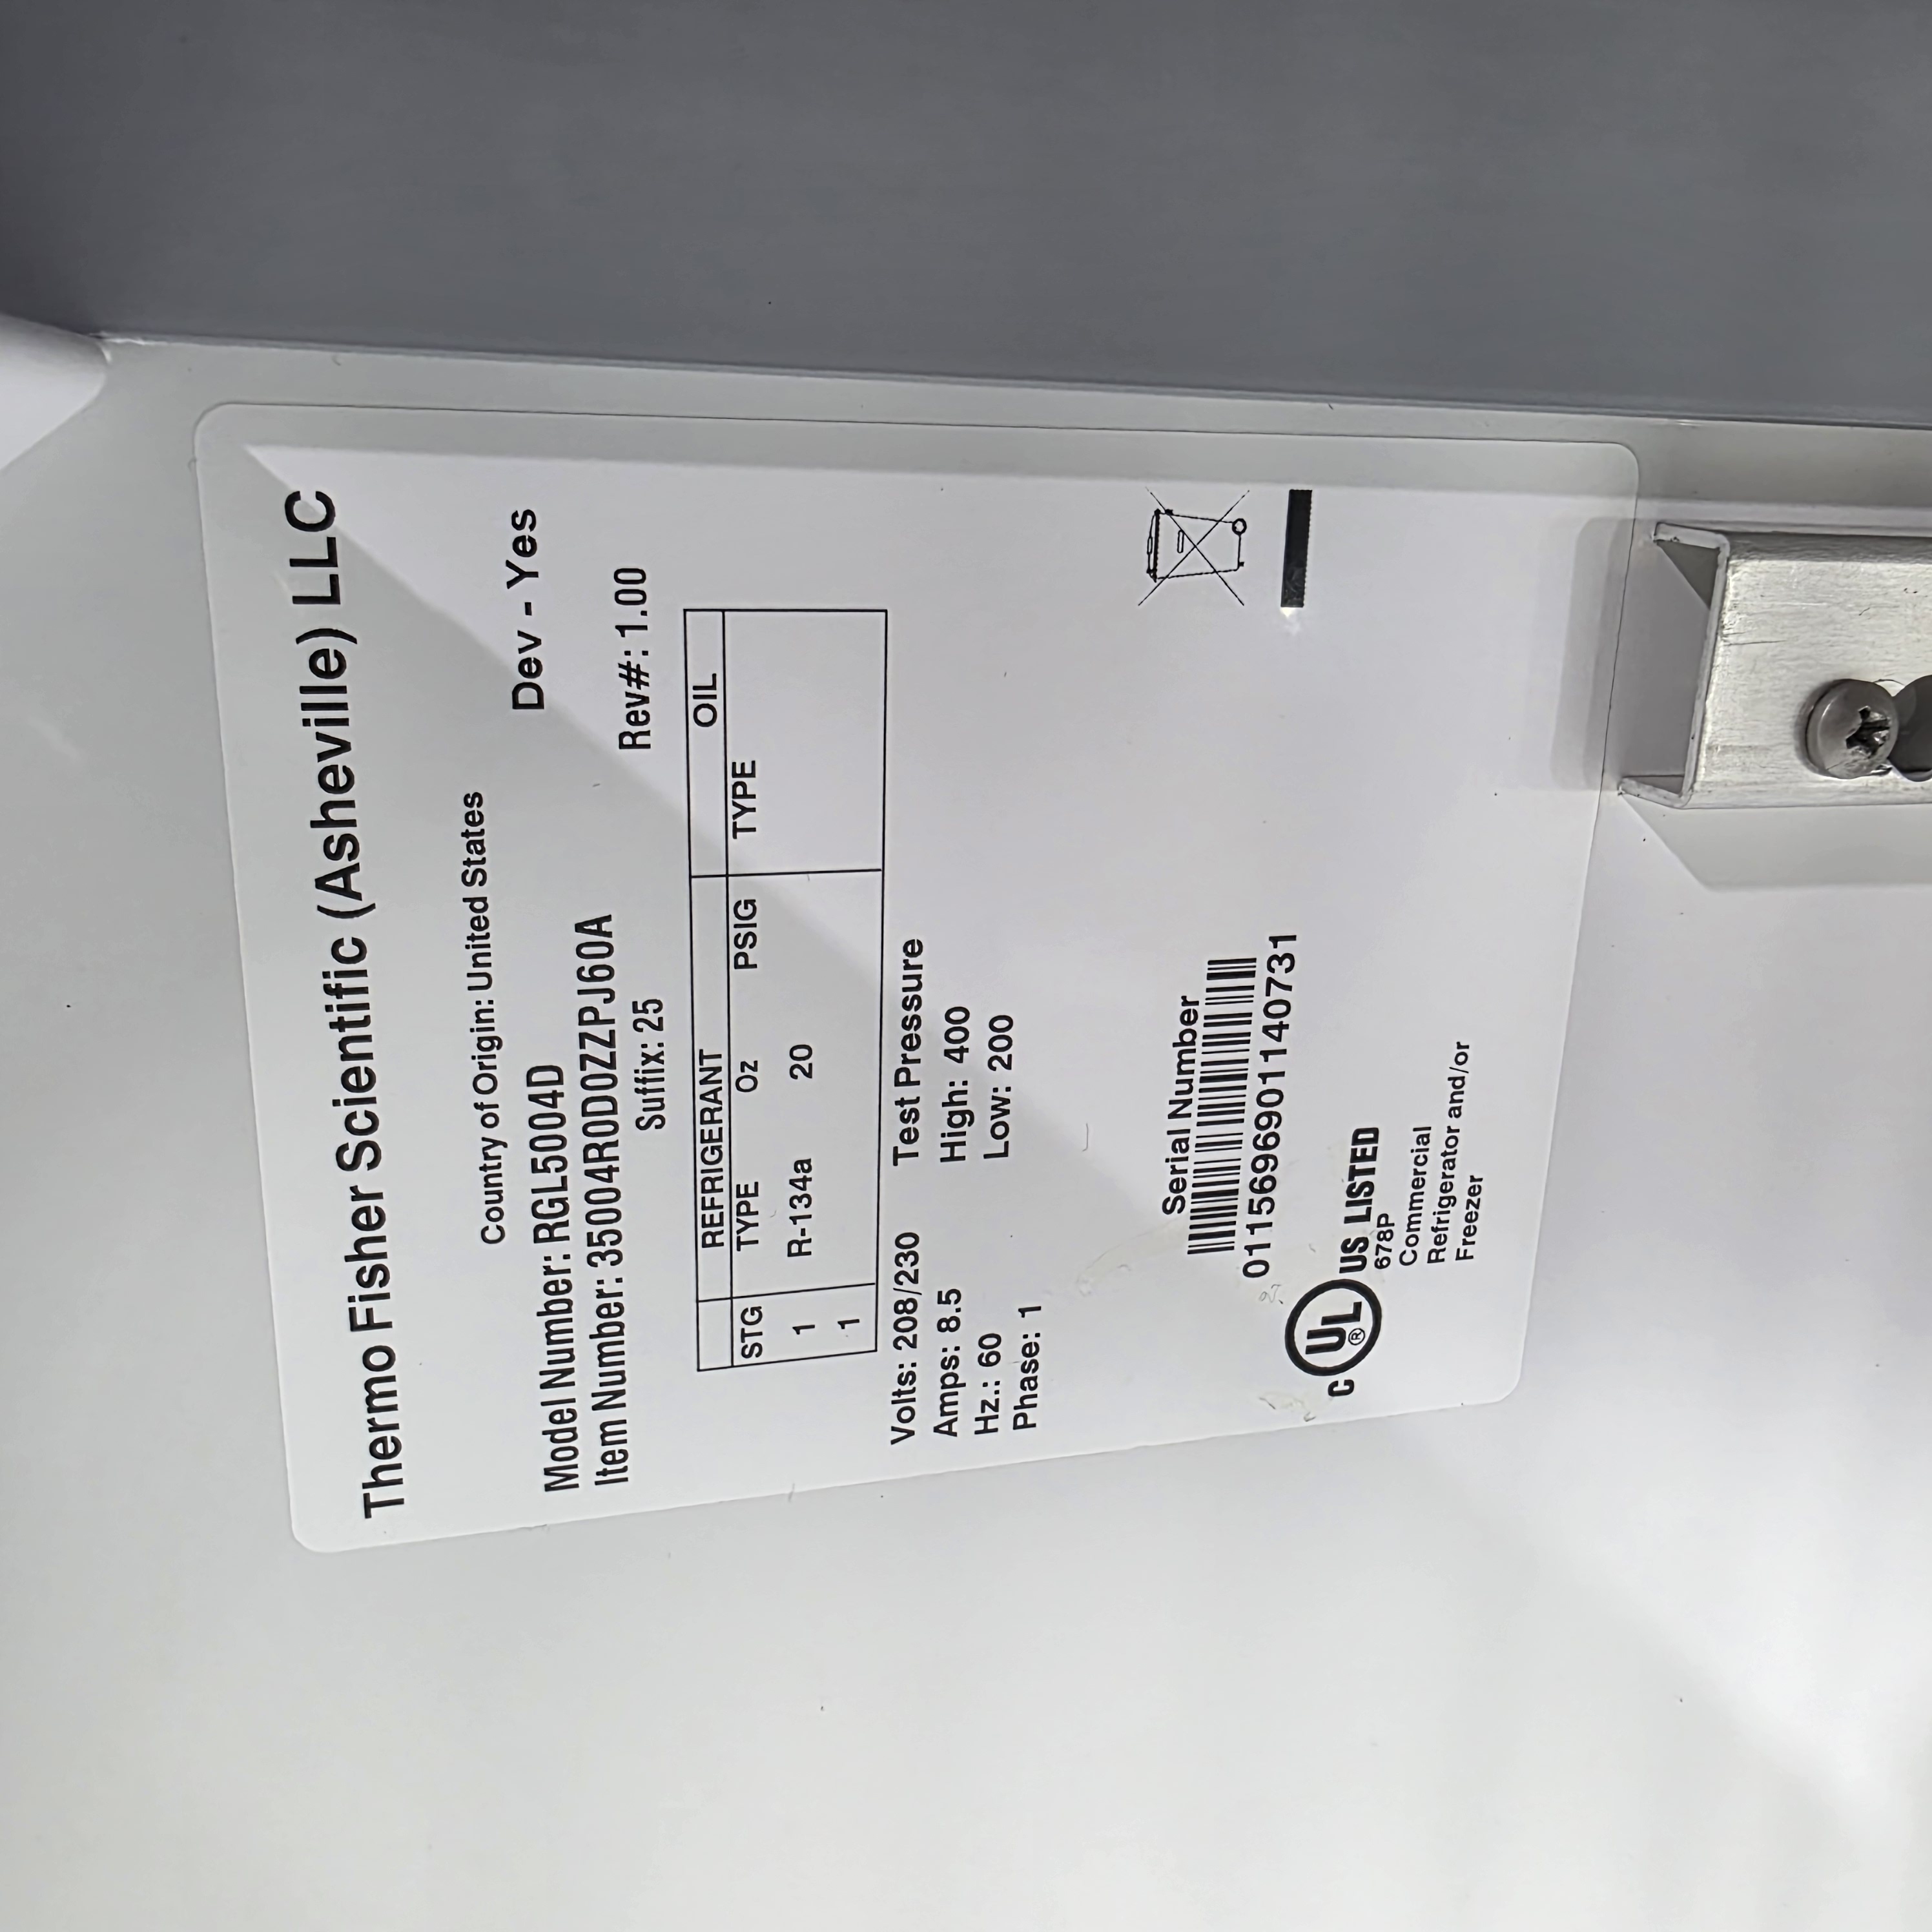 Thermo Fisher Scientific (Asheville) LLC
Country of Origin: United States
Model Number: RGL5004D Dev - Yes
Item Number: 35004R0D0ZZPJ60A
Suffix: 25 Rev#: 1.00
REFRIGERANT OIL
STG TYPE Oz PSIG TYPE
1 R-134a 20
1
Volts: 208/230 Test Pressure
Amps: 8.5 High: 400
Hz.: 60 Low: 200
Phase: 1
Serial Number
0115696901140731
C UL ® US LISTED
678P
Commercial
Refrigerator and/or
Freezer